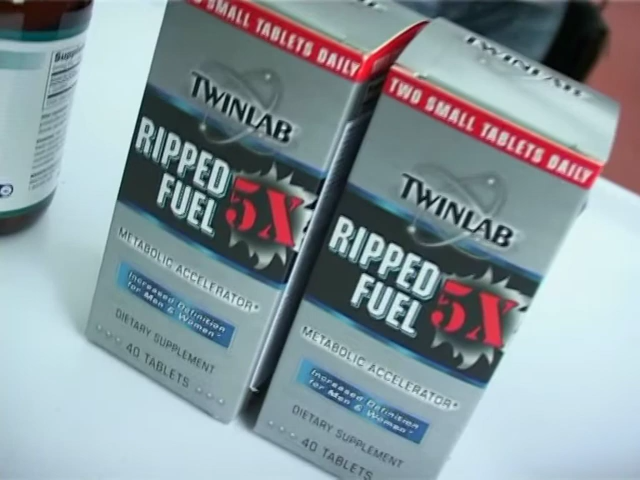 Supple
TWO SMALL TABLETS DAILY
TWINLAB
RIPPED
FUEL 5X
METABOLIC ACCELERATOR*
Increased Definition
for Men & Women*
DIETARY SUPPLEMENT
40 TABLETS
TWINLAB
TWO SMALL TABLETS DAILY
TWINLAB
RIPPED
FUEL 5X
METABOLIC ACCELERATOR*
Increased Definition
for Men & Women*
DIETARY SUPPLEMENT
40 TABLETS